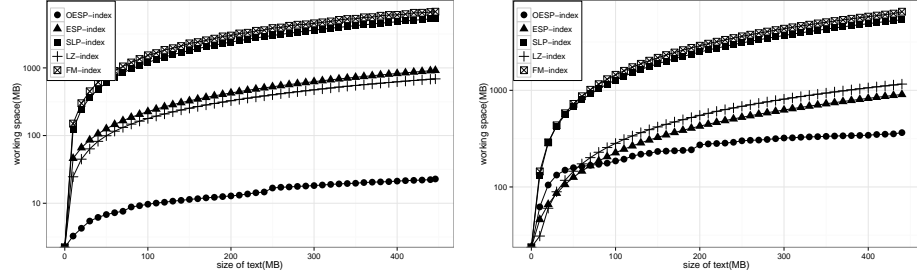 OESP−index
ESP−index
SLP−index
LZ−index
FM−index
1000
100
10
working space(MB)
0
100
200
300
400
size of text(MB)
OESP−index
ESP−index
SLP−index
LZ−index
FM−index
1000
100
working space(MB)
0
100
200
300
400
size of text(MB)